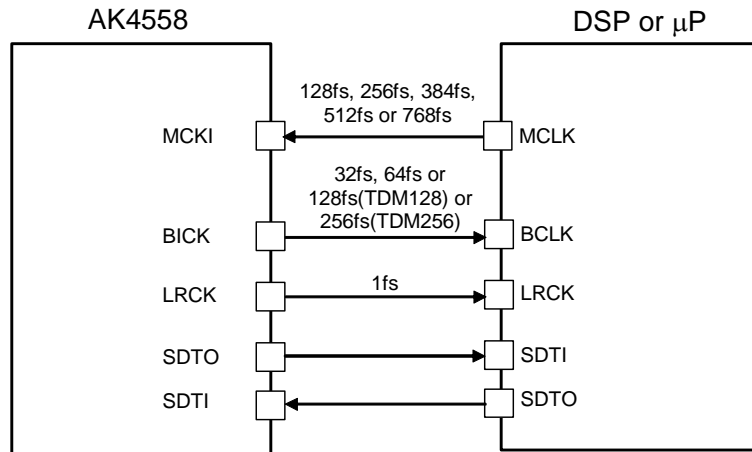 AK4558
DSP or μP
128fs, 256fs, 384fs,
512fs or 768fs
MCKI
MCLK
32fs, 64fs or
128fs(TDM128) or
256fs(TDM256)
BICK
BCLK
LRCK
1fs
LRCK
SDTO
SDTI
SDTI
SDTO